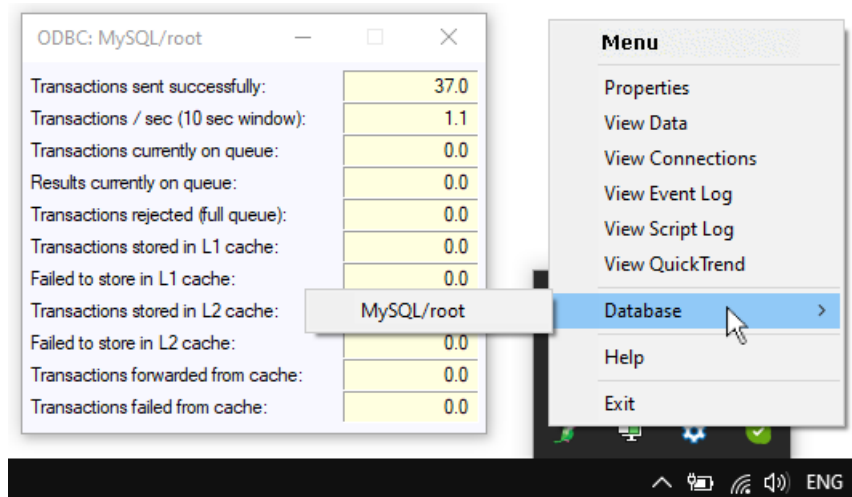 ODBC: MySQL/root
Transactions sent successfully: 37.0
Transactions / sec (10 sec window): 1.1
Transactions currently on queue: 0.0
Results currently on queue: 0.0
Transactions rejected (full queue): 0.0
Transactions stored in L1 cache: 0.0
Failed to store in L1 cache: 0.0
Transactions stored in L2 cache:
Failed to store in L2 cache: 0.0
Transactions forwarded from cache: 0.0
Transactions failed from cache: 0.0
MySQL/root
Menu
Properties
View Data
View Connections
View Event Log
View Script Log
View QuickTrend
Database
Help
Exit
ENG